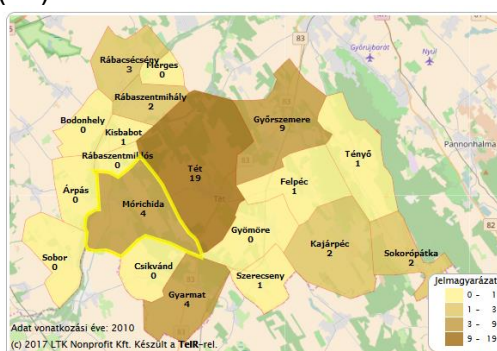 (
83
Győrújbarát
Nyúl
Rábacsécsény
3
Mérges
0
Rábaszentmihály
2
83
Pannonhalma
Bodonhely
0
Kisbabot
1
Győrszemere
9
Rábaszentmiklós
0
Tét
19
Tényő
1
Árpás
0
Felpéc
1
Mórichida
4
82
Gyömöre
0
Kajárpéc
2
Sokorópátka
2
Sobor
0
Csikvánd
0
Szerecseny
1
Gyarmat
4
Jelmagyarázat
0 - 1
1 - 3
3 - 9
9 - 19
Adat vonatkozási éve: 2010
(c) 2017 LTK Nonprofit Kft. Készült a TeIR-rel.